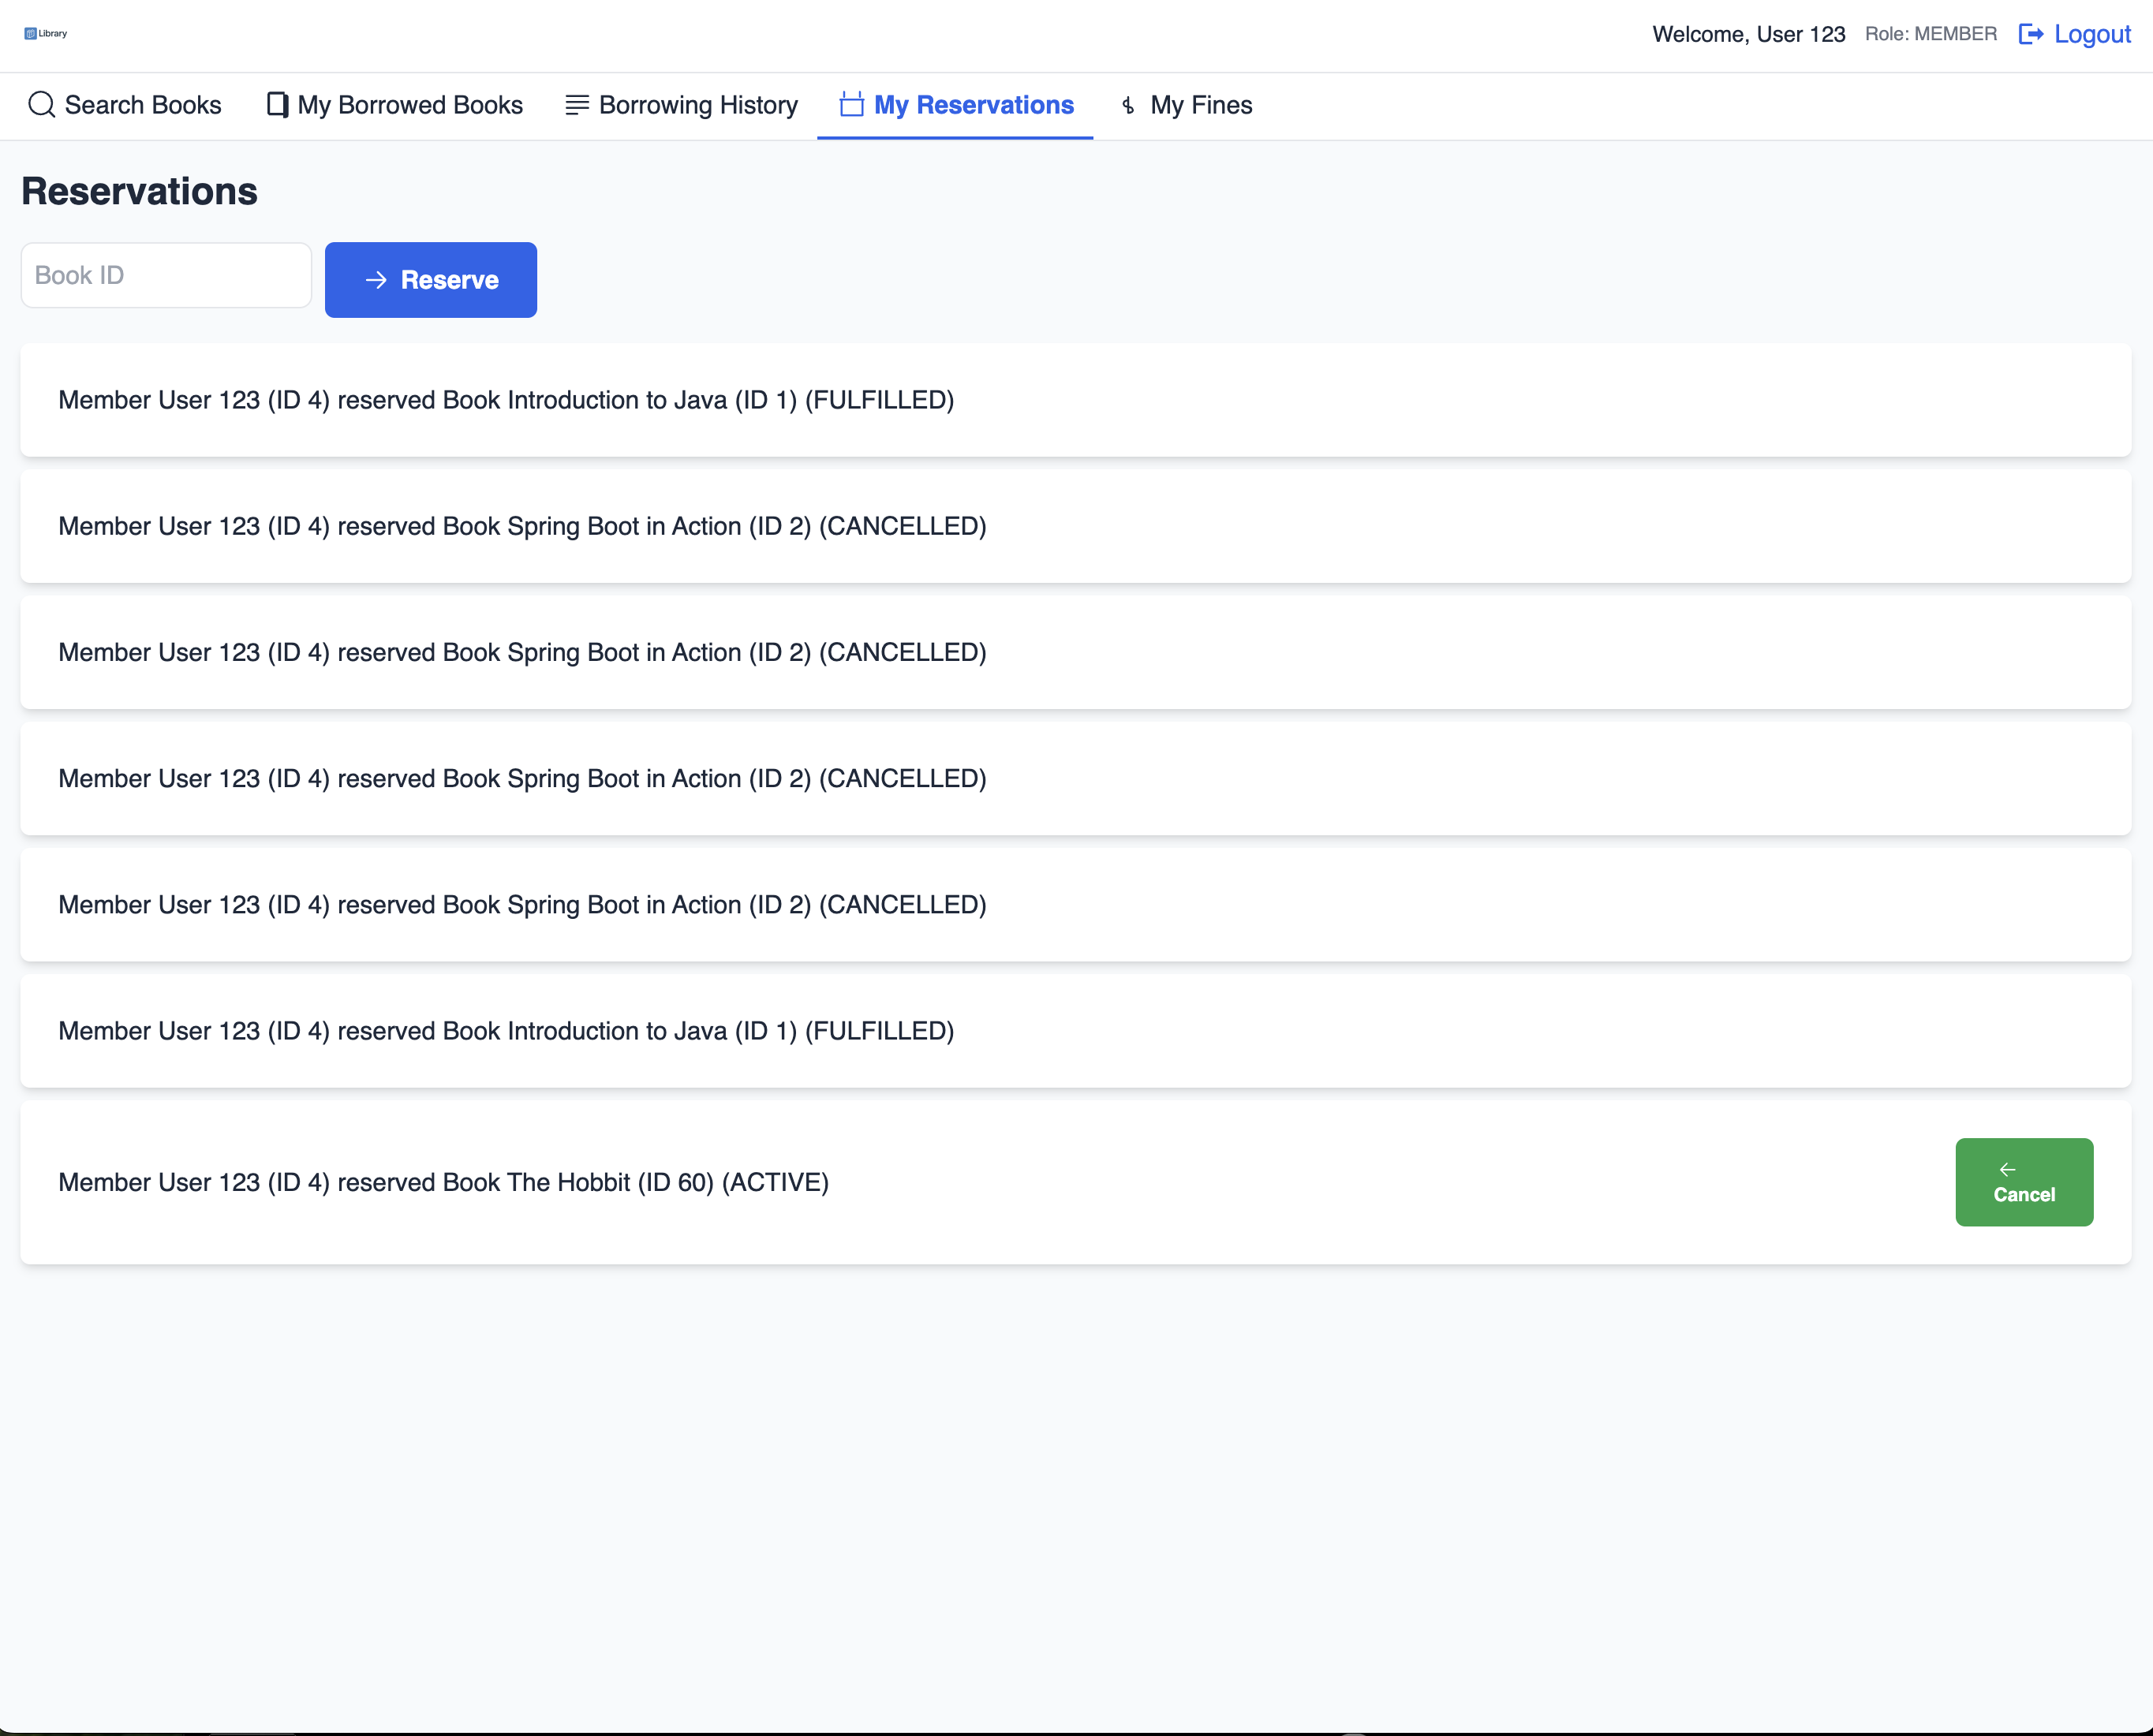 Library
Welcome, User 123 Role: MEMBER Logout
Search Books My Borrowed Books Borrowing History My Reservations $ My Fines
Reservations
Book ID Reserve
Member User 123 (ID 4) reserved Book Introduction to Java (ID 1) (FULFILLED)
Member User 123 (ID 4) reserved Book Spring Boot in Action (ID 2) (CANCELLED)
Member User 123 (ID 4) reserved Book Spring Boot in Action (ID 2) (CANCELLED)
Member User 123 (ID 4) reserved Book Spring Boot in Action (ID 2) (CANCELLED)
Member User 123 (ID 4) reserved Book Spring Boot in Action (ID 2) (CANCELLED)
Member User 123 (ID 4) reserved Book Introduction to Java (ID 1) (FULFILLED)
Member User 123 (ID 4) reserved Book The Hobbit (ID 60) (ACTIVE)
Cancel